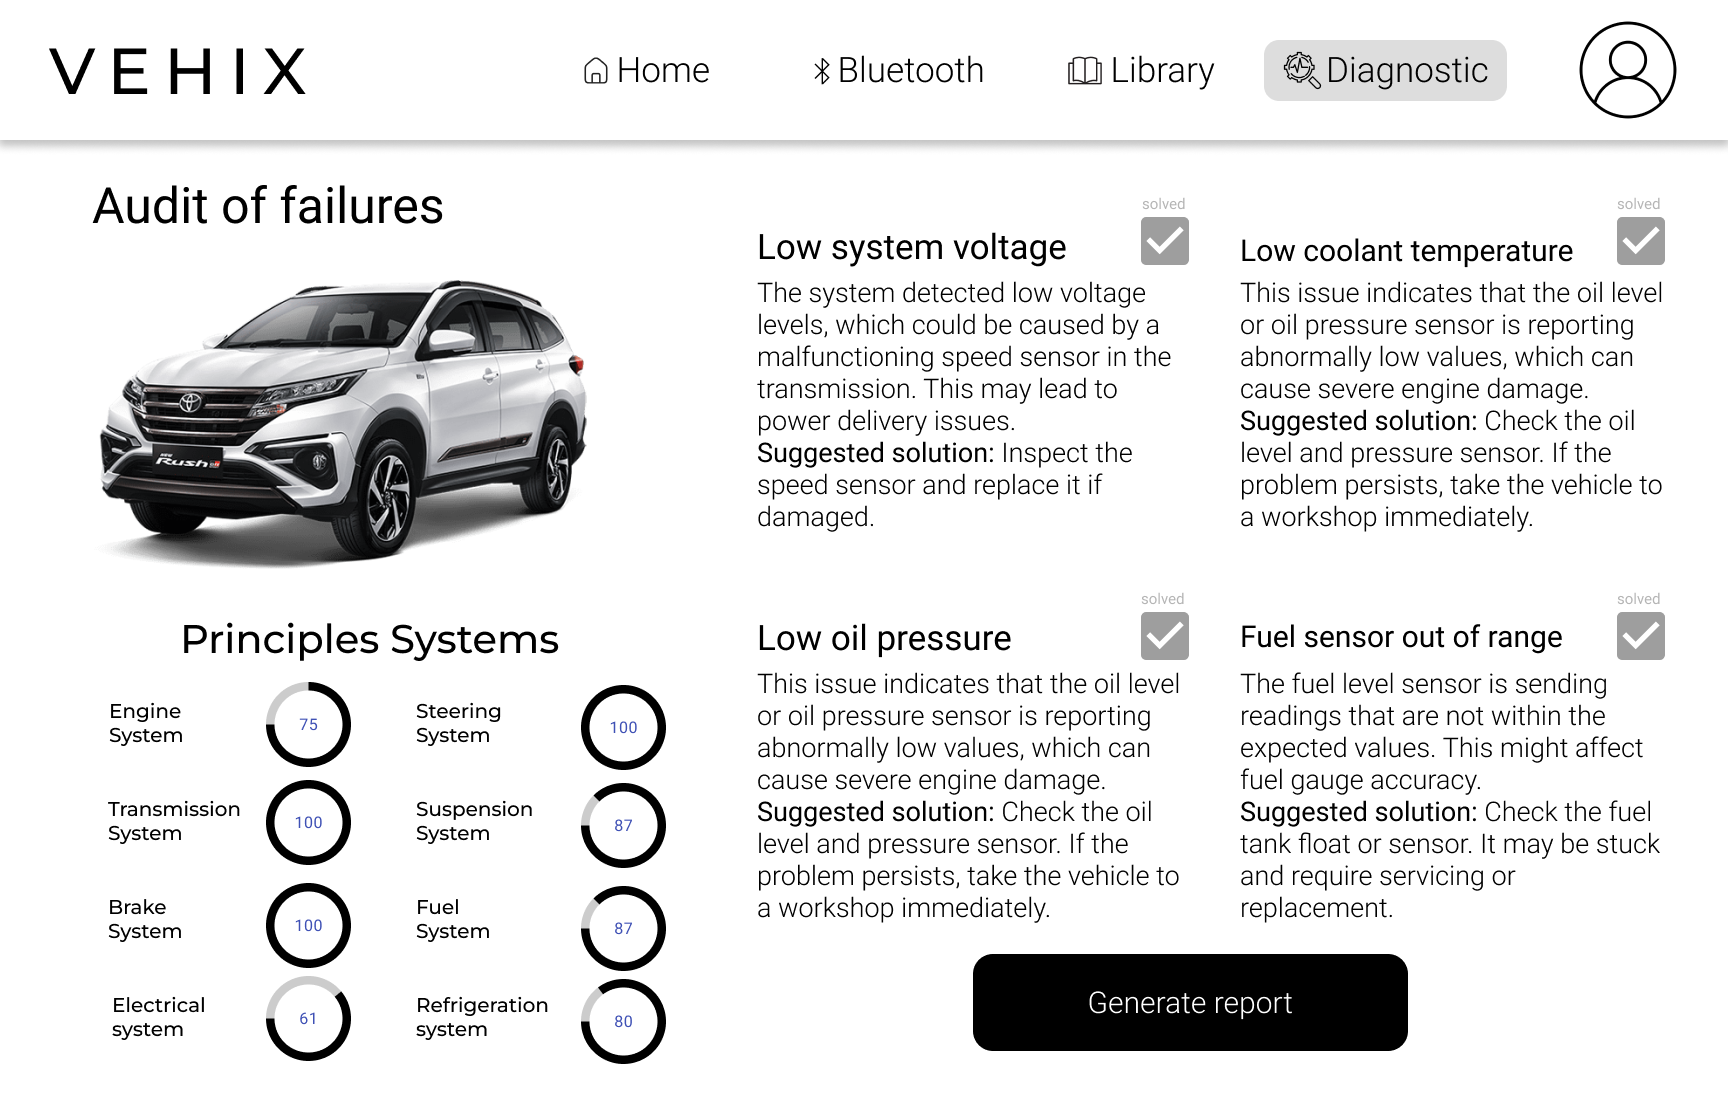 VEHIX
Home
Bluetooth
Library
Diagnostic
Audit of failures
NEW
Rush
Principles Systems
Engine
System
75
Steering
System
100
Transmission
System
100
Suspension
System
87
Brake
System
100
Fuel
System
87
Electrical
system
61
Refrigeration
system
80
solved
Low system voltage
The system detected low voltage
levels, which could be caused by a
malfunctioning speed sensor in the
transmission. This may lead to
power delivery issues.
Suggested solution: Inspect the
speed sensor and replace it if
damaged.
solved
Low coolant temperature
This issue indicates that the oil level
or oil pressure sensor is reporting
abnormally low values, which can
cause severe engine damage.
Suggested solution: Check the oil
level and pressure sensor. If the
problem persists, take the vehicle to
a workshop immediately.
solved
Low oil pressure
This issue indicates that the oil level
or oil pressure sensor is reporting
abnormally low values, which can
cause severe engine damage.
Suggested solution: Check the oil
level and pressure sensor. If the
problem persists, take the vehicle to
a workshop immediately.
solved
Fuel sensor out of range
The fuel level sensor is sending
readings that are not within the
expected values. This might affect
fuel gauge accuracy.
Suggested solution: Check the fuel
tank float or sensor. It may be stuck
and require servicing or
replacement.
Generate report